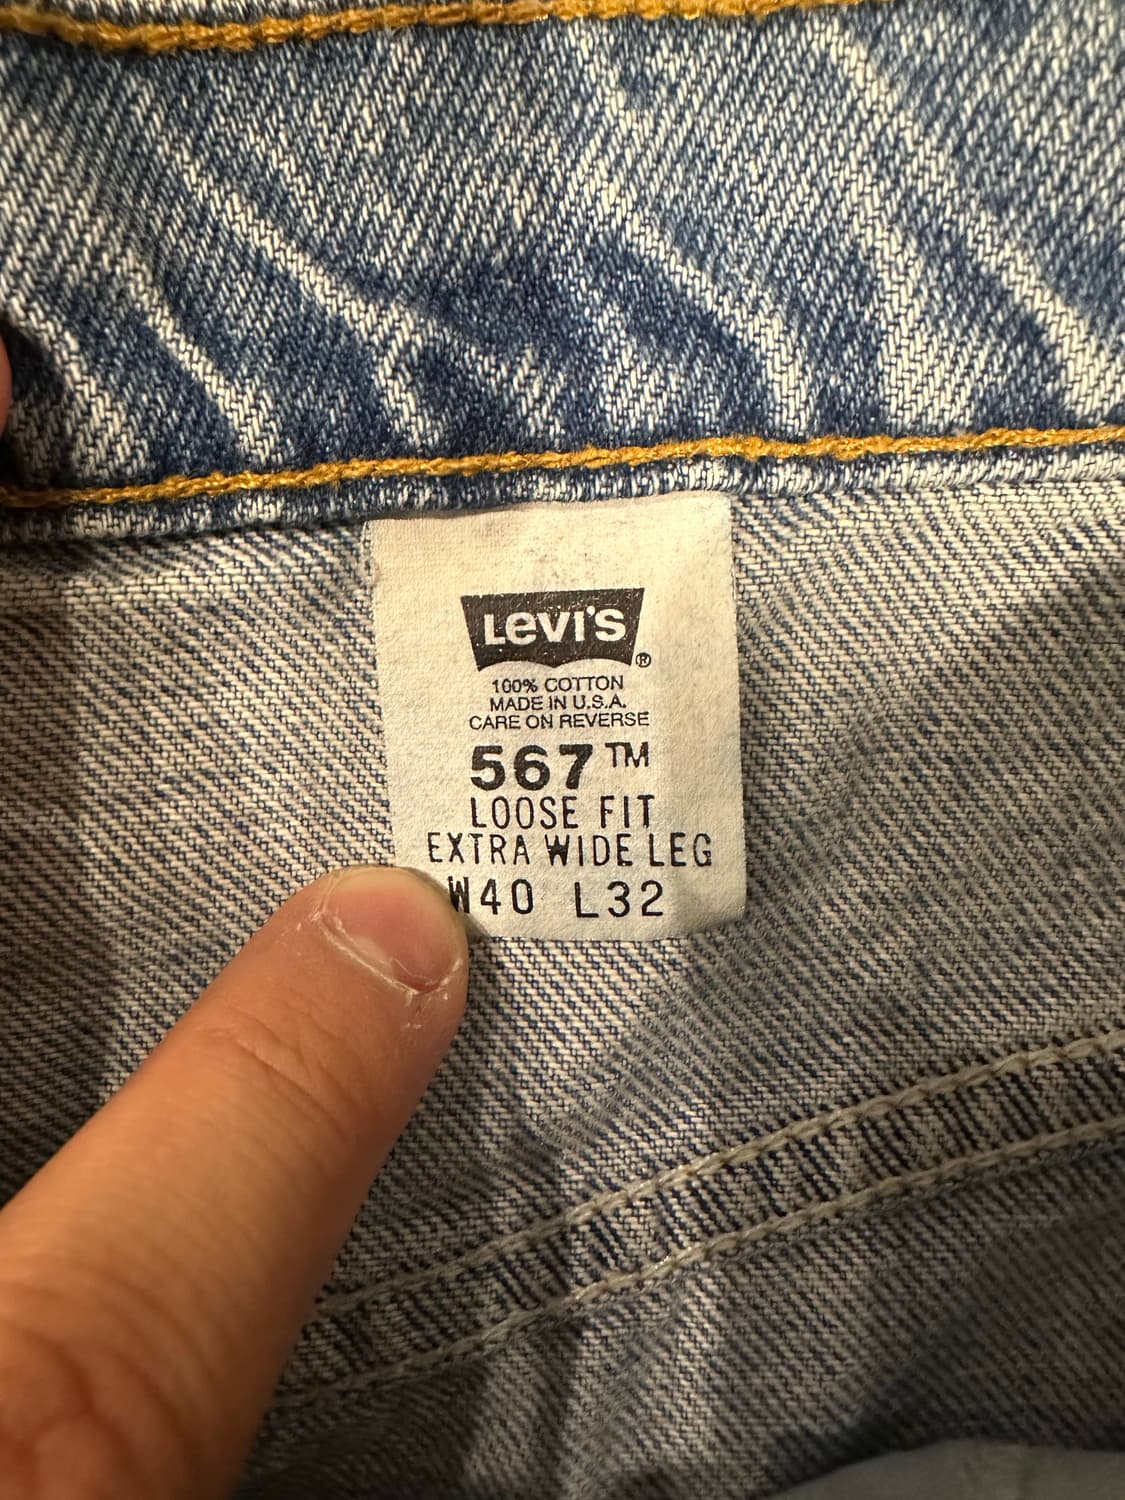 LEVI'S®
100% COTTON
MADE IN U.S.A.
CARE ON REVERSE
567™
LOOSE FIT
EXTRA WIDE LEG
W40 L32